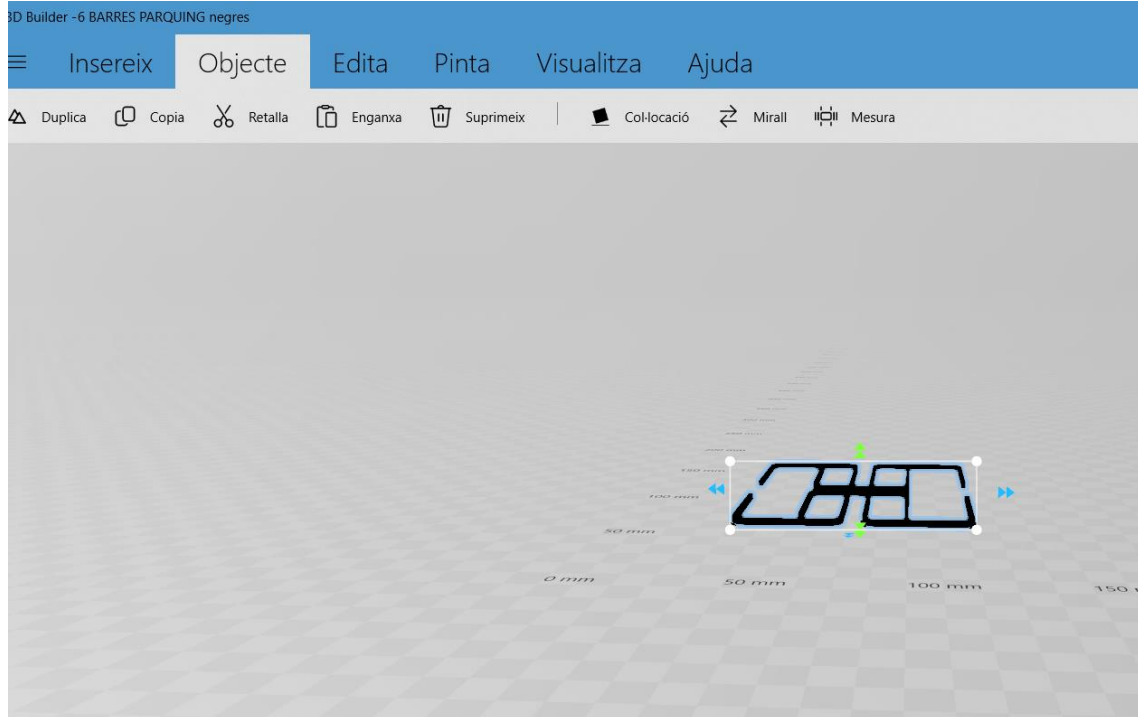 3D Builder -6 BARRES PARQUING negres
Insereix Objecte Edita Pinta Visualitza Ajuda
Duplica Copia Retalla Enganxa Suprimeix Col·locació Mirall Mesura
150 mm
100 mm
50 mm
0 mm 50 mm 100 mm 150